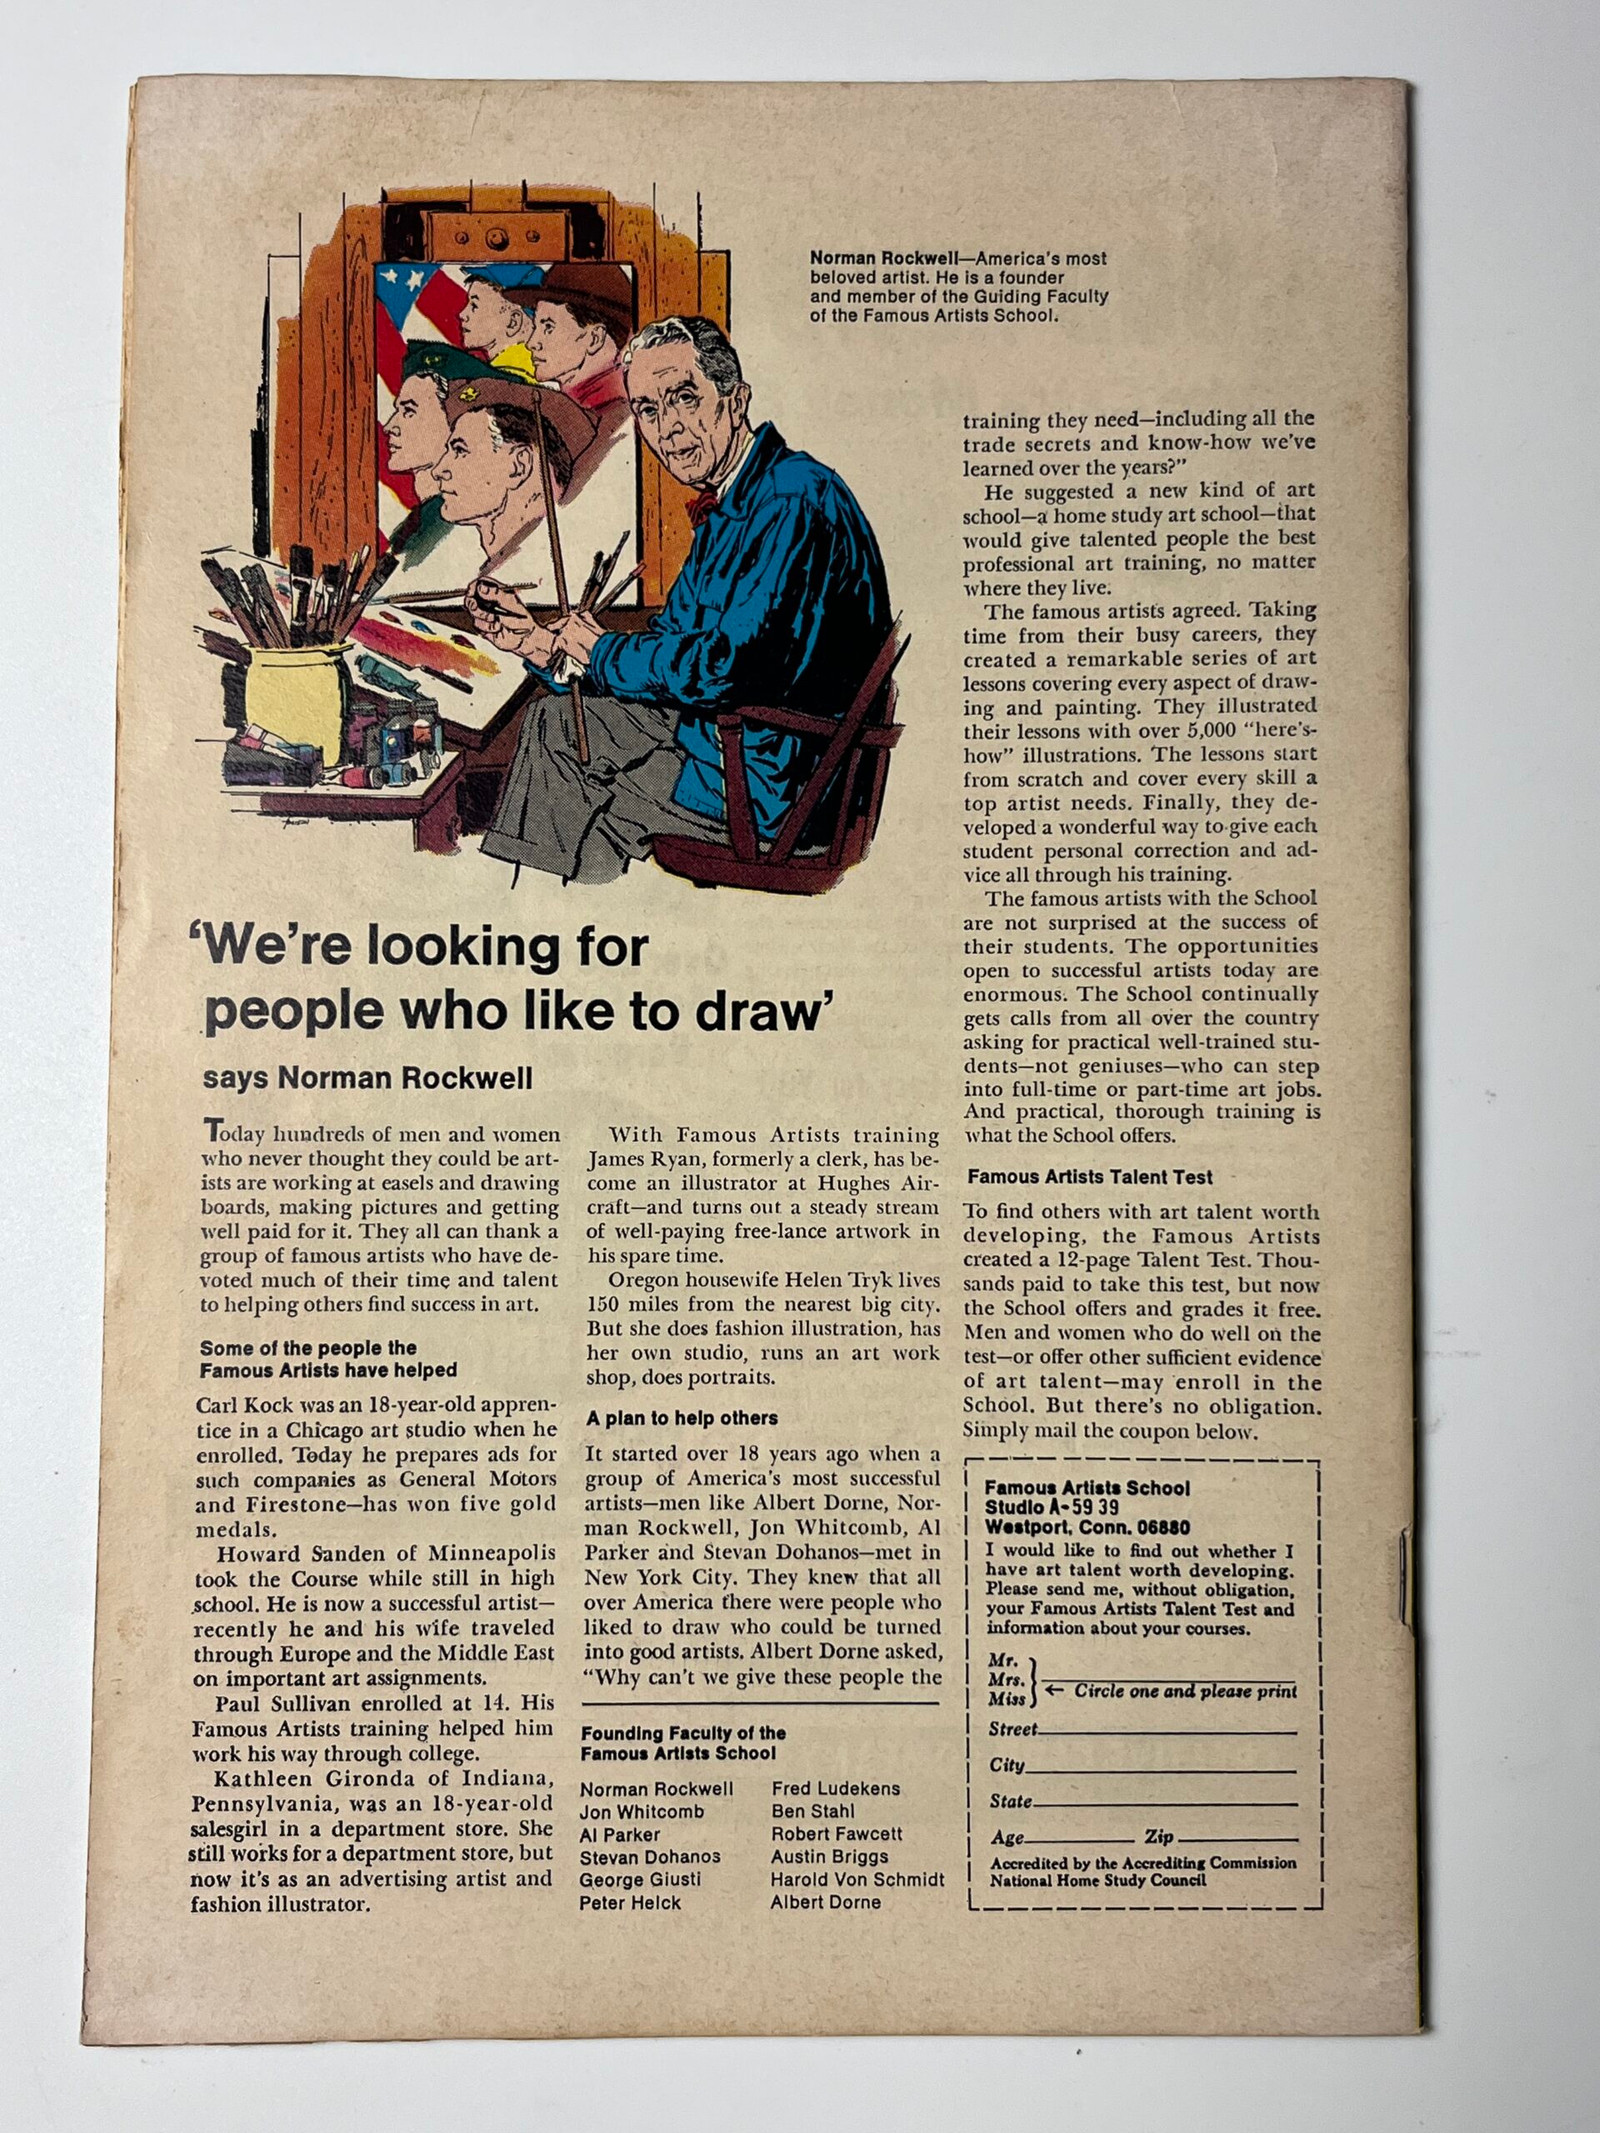 Norman Rockwell—America's most
beloved artist. He is a founder
and member of the Guiding Faculty
of the Famous Artists School.
'We're looking for
people who like to draw'
says Norman Rockwell
Today hundreds of men and women
who never thought they could be art-
ists are working at easels and drawing
boards, making pictures and getting
well paid for it. They all can thank a
group of famous artists who have de-
voted much of their time and talent
to helping others find success in art.
Some of the people the
Famous Artists have helped
Carl Kock was an 18-year-old appren-
tice in a Chicago art studio when he
enrolled. Today he prepares ads for
such companies as General Motors
and Firestone—has won five gold
medals.
Howard Sanden of Minneapolis
took the Course while still in high
school. He is now a successful artist—
recently he and his wife traveled
through Europe and the Middle East
on important art assignments.
Paul Sullivan enrolled at 14. His
Famous Artists training helped him
work his way through college.
Kathleen Gironda of Indiana,
Pennsylvania, was an 18-year-old
salesgirl in a department store. She
still works for a department store, but
now it's as an advertising artist and
fashion illustrator.
With Famous Artists training
James Ryan, formerly a clerk, has be-
come an illustrator at Hughes Air-
craft—and turns out a steady stream
of well-paying free-lance artwork in
his spare time.
Oregon housewife Helen Tryk lives
150 miles from the nearest big city.
But she does fashion illustration, has
her own studio, runs an art work
shop, does portraits.
A plan to help others
It started over 18 years ago when a
group of America's most successful
artists—men like Albert Dorne, Nor-
man Rockwell, Jon Whitcomb, Al
Parker and Stevan Dohanos—met in
New York City. They knew that all
over America there were people who
liked to draw who could be turned
into good artists. Albert Dorne asked,
"Why can't we give these people the
Founding Faculty of the
Famous Artists School
Norman Rockwell
Jon Whitcomb
Al Parker
Stevan Dohanos
George Giusti
Peter Helck
Fred Ludekens
Ben Stahl
Robert Fawcett
Austin Briggs
Harold Von Schmidt
Albert Dorne
training they need—including all the
trade secrets and know-how we've
learned over the years?"
He suggested a new kind of art
school—a home study art school—that
would give talented people the best
professional art training, no matter
where they live.
The famous artists agreed. Taking
time from their busy careers, they
created a remarkable series of art
lessons covering every aspect of draw-
ing and painting. They illustrated
their lessons with over 5,000 "here's-
how" illustrations. The lessons start
from scratch and cover every skill a
top artist needs. Finally, they de-
veloped a wonderful way to give each
student personal correction and ad-
vice all through his training.
The famous artists with the School
are not surprised at the success of
their students. The opportunities
open to successful artists today are
enormous. The School continually
gets calls from all over the country
asking for practical well-trained stu-
dents—not geniuses—who can step
into full-time or part-time art jobs.
And practical, thorough training is
what the School offers.
Famous Artists Talent Test
To find others with art talent worth
developing, the Famous Artists
created a 12-page Talent Test. Thou-
sands paid to take this test, but now
the School offers and grades it free.
Men and women who do well on the
test—or offer other sufficient evidence
of art talent—may enroll in the
School. But there's no obligation.
Simply mail the coupon below.
Famous Artists School
Studio A-59 39
Westport, Conn. 06880
I would like to find out whether I
have art talent worth developing.
Please send me, without obligation,
your Famous Artists Talent Test and
information about your courses.
Mr.
Mrs.
Miss
← Circle one and please print
Street
City
State
Age Zip
Accredited by the Accrediting Commission
National Home Study Council